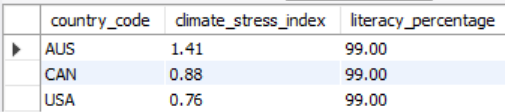 country_code climate_stress_index literacy_percentage
AUS 1.41 99.00
CAN 0.88 99.00
USA 0.76 99.00